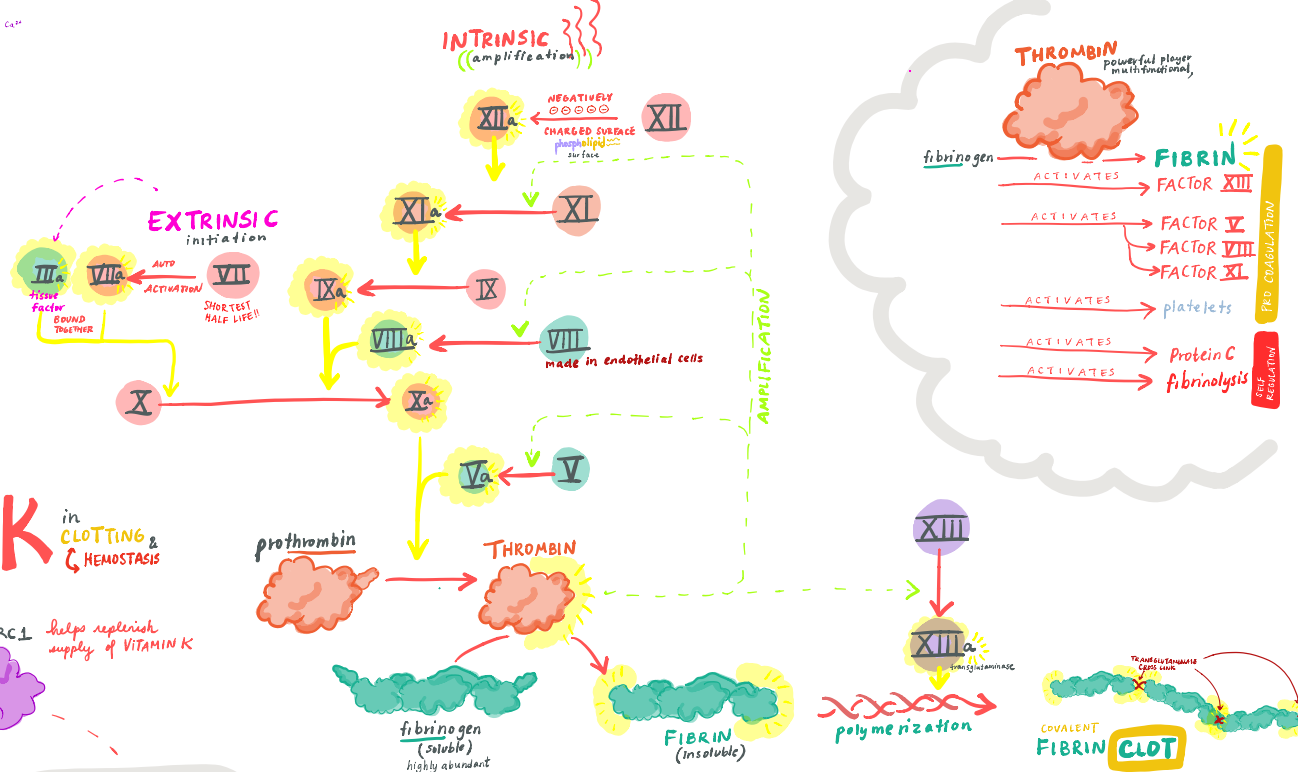 Ca²⁺
INTRINSIC
((amplification))
XIIa
NEGATIVELY
CHARGED SURFACE
phospholipid
surface
XII
XIa
XI
EXTRINSIC
initiation
IIIa
tissue
factor
VIIa
AUTO
ACTIVATION
VII
SHORTEST
HALF LIFE!!
BOUND
TOGETHER
IXa
IX
VIIIa
VIII
made in endothelial cells
X
Xa
Va
V
AMPLIFICATION
K in
CLOTTING &
HEMOSTASIS
RC1 helps replenish
supply of VITAMIN K
prothrombin
THROMBIN
fibrinogen
(soluble)
highly abundant
FIBRIN
(insoluble)
XIII
XIIIa
transglutaminase
polymerization
TRANSGLUTAMINASE
CROSS LINK
COVALENT
FIBRIN CLOT
THROMBIN
powerful player
multifunctional,
fibrinogen FIBRIN
ACTIVATES FACTOR XIII
ACTIVATES FACTOR V
FACTOR VIII
FACTOR XI
ACTIVATES platelets
ACTIVATES Protein C
ACTIVATES fibrinolysis
PRO COAGULATION
SELF
REGULATION